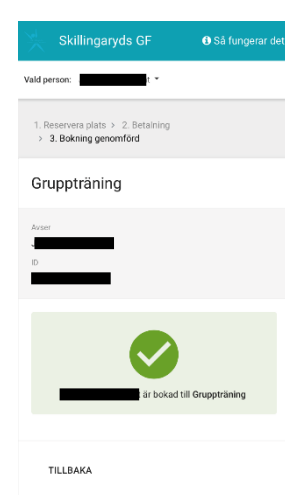 Skillingaryds GF
Så fungerar det
Vald person:
1. Reservera plats > 2. Betalning
> 3. Bokning genomförd
Gruppträning
Avser
ID
är bokad till Gruppträning
TILLBAKA